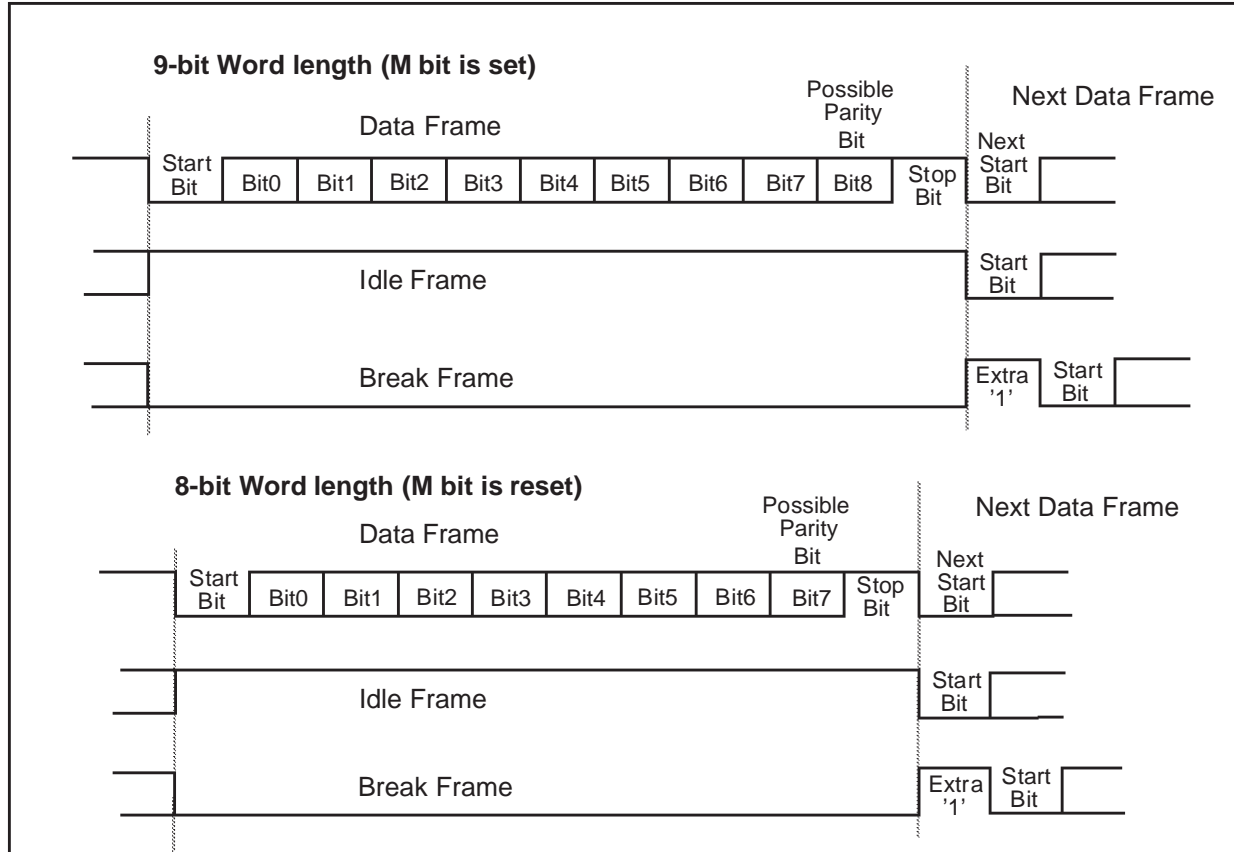 9-bit Word length (M bit is set)
Possible
Parity
Bit
Next Data Frame
Data Frame
Start
Bit
Bit0
Bit1
Bit2
Bit3
Bit4
Bit5
Bit6
Bit7
Bit8
Stop
Bit
Next
Start
Bit
Idle Frame
Start
Bit
Break Frame
Extra
'1'
Start
Bit
8-bit Word length (M bit is reset)
Possible
Parity
Bit
Next Data Frame
Data Frame
Start
Bit
Bit0
Bit1
Bit2
Bit3
Bit4
Bit5
Bit6
Bit7
Stop
Bit
Next
Start
Bit
Idle Frame
Start
Bit
Break Frame
Extra
'1'
Start
Bit